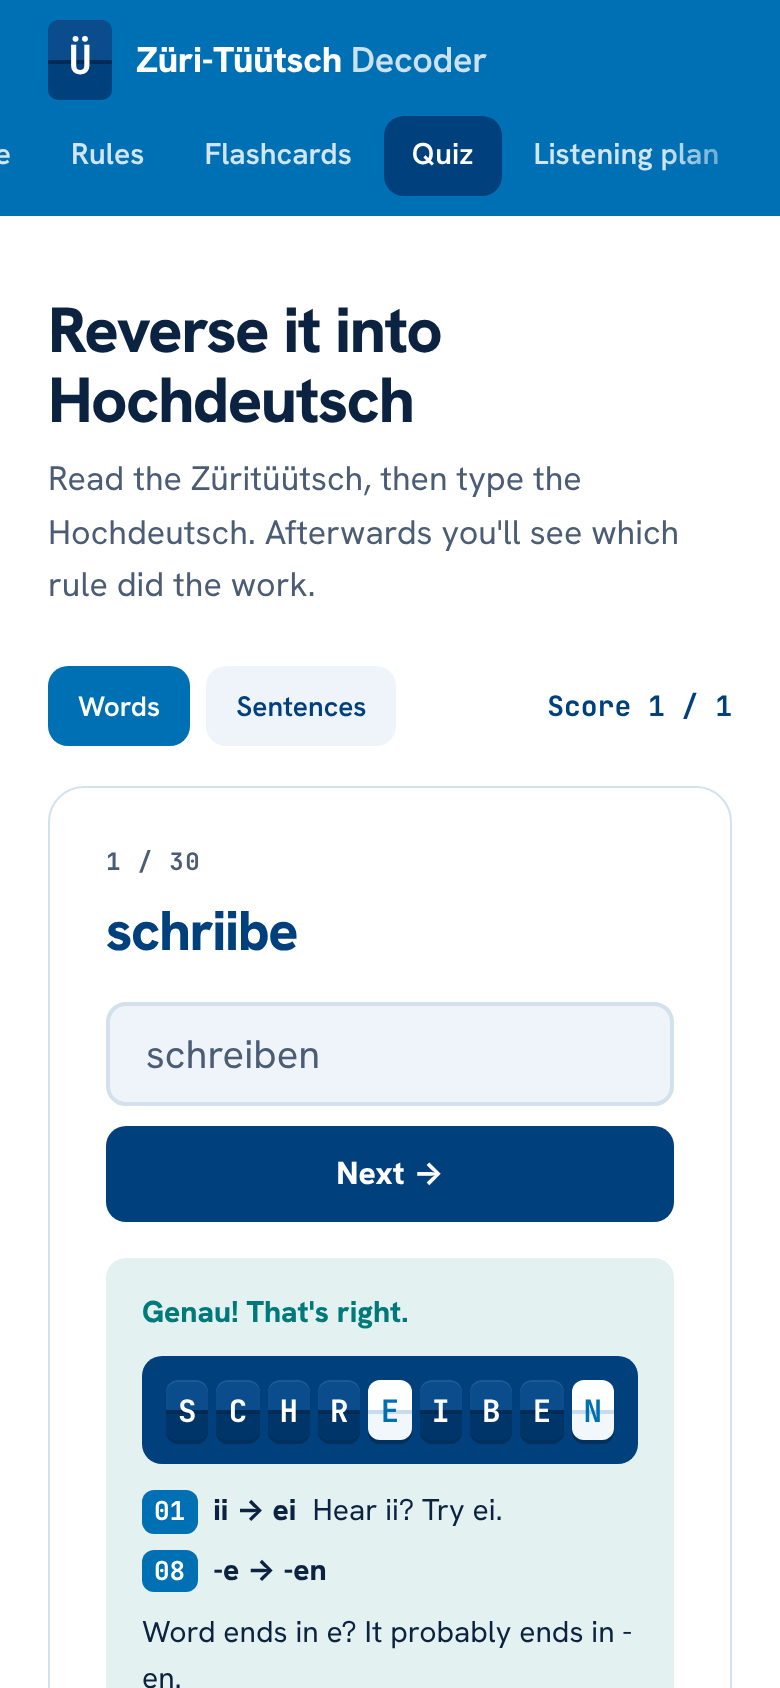 Ü Züri-Tüütsch Decoder
e Rules Flashcards Quiz Listening plan
Reverse it into
Hochdeutsch
Read the Züritüütsch, then type the
Hochdeutsch. Afterwards you'll see which
rule did the work.
Words Sentences Score 1 / 1
1 / 30
schriibe
schreiben
Next →
Genau! That's right.
S C H R E I B E N
01 ii → ei Hear ii? Try ei.
08 -e → -en
Word ends in e? It probably ends in -
en.